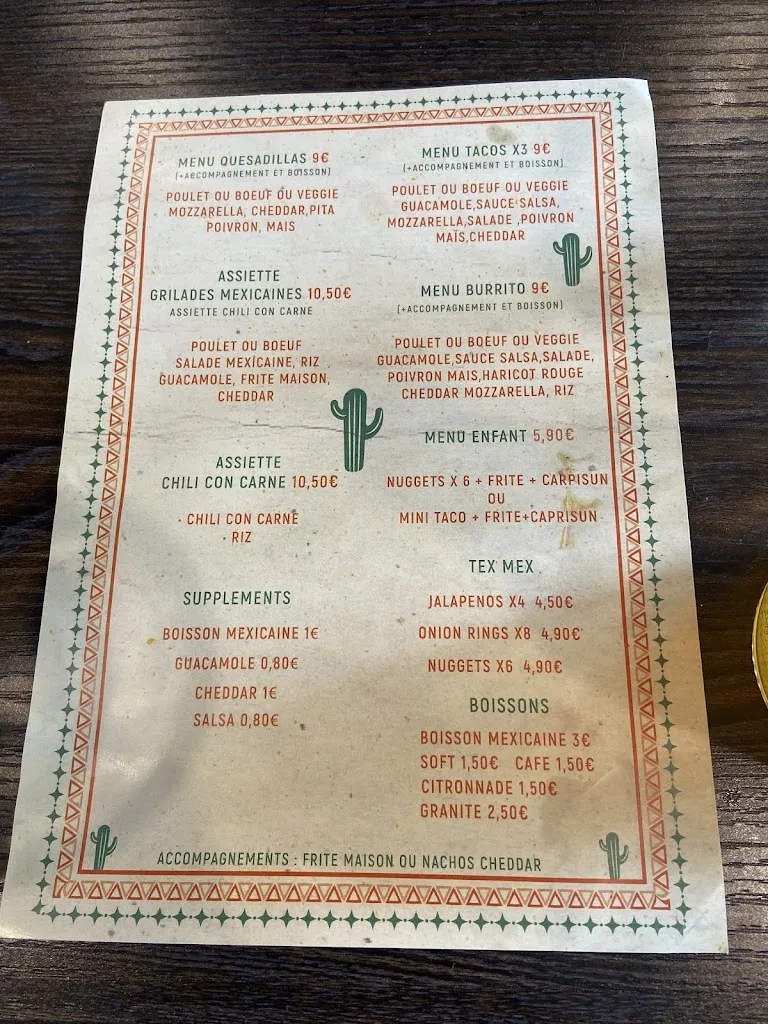 MENU QUESADILLAS 9€
(+ACCOMPAGNEMENT ET BOISSON)
POULET OU BOEUF OU VEGGIE
MOZZARELLA, CHEDDAR,PITA
POIVRON, MAIS
ASSIETTE
GRILADES MEXICAINES 10,50€
ASSIETTE CHILI CON CARNE
POULET OU BOEUF
SALADE MEXICAINE, RIZ
GUACAMOLE, FRITE MAISON,
CHEDDAR
ASSIETTE
CHILI CON CARNE 10,50€
• CHILI CON CARNE
• RIZ
SUPPLEMENTS
BOISSON MEXICAINE 1€
GUACAMOLE 0,80€
CHEDDAR 1€
SALSA 0,80€
MENU TACOS X3 9€
(+ACCOMPAGNEMENT ET BOISSON)
POULET OU BOEUF OU VEGGIE
GUACAMOLE,SAUCE SALSA,
MOZZARELLA,SALADE ,POIVRON
MAÏS,CHEDDAR
MENU BURRITO 9€
(+ACCOMPAGNEMENT ET BOISSON)
POULET OU BOEUF OU VEGGIE
GUACAMOLE,SAUCE SALSA,SALADE,
POIVRON MAIS,HARICOT ROUGE
CHEDDAR MOZZARELLA, RIZ
MENU ENFANT 5,90€
NUGGETS X 6 + FRITE + CARPISUN
OU
MINI TACO + FRITE+CAPRISUN
TEX MEX
JALAPENOS X4 4,50€
ONION RINGS X8 4,90€
NUGGETS X6 4,90€
BOISSONS
BOISSON MEXICAINE 3€
SOFT 1,50€ CAFE 1,50€
CITRONNADE 1,50€
GRANITE 2,50€
ACCOMPAGNEMENTS : FRITE MAISON OU NACHOS CHEDDAR